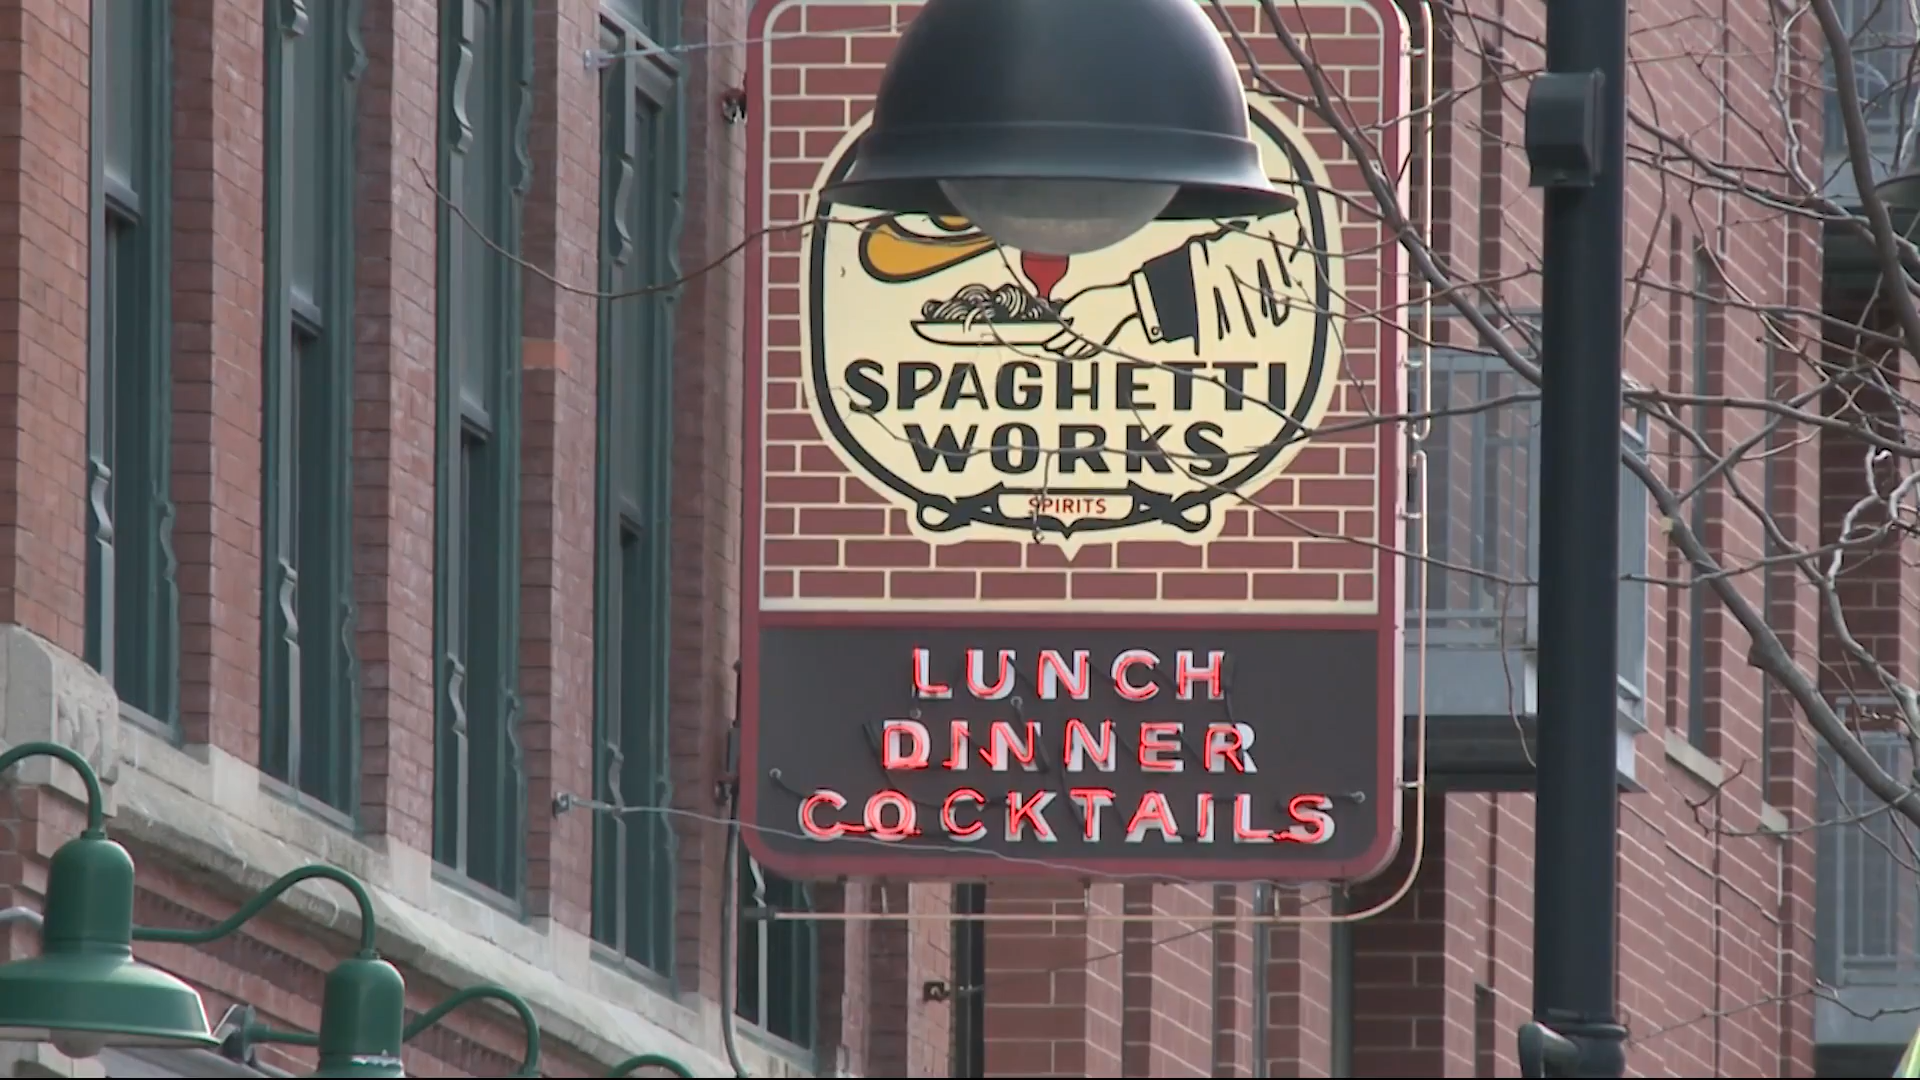 SPAGHETTI
WORKS
SPIRITS
LUNCH
DINNER
COCKTAILS